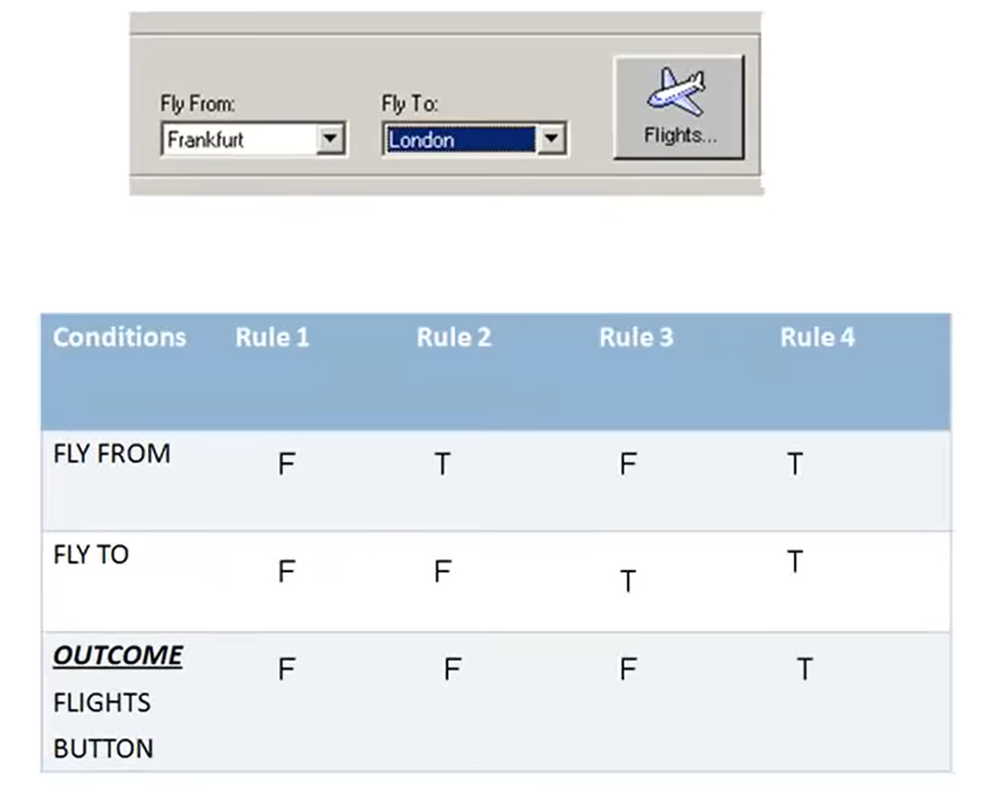 Fly From: Fly To:
Frankfurt London Flights...
Conditions Rule 1 Rule 2 Rule 3 Rule 4
FLY FROM F T F T
FLY TO F F T T
OUTCOME F F F T
FLIGHTS
BUTTON